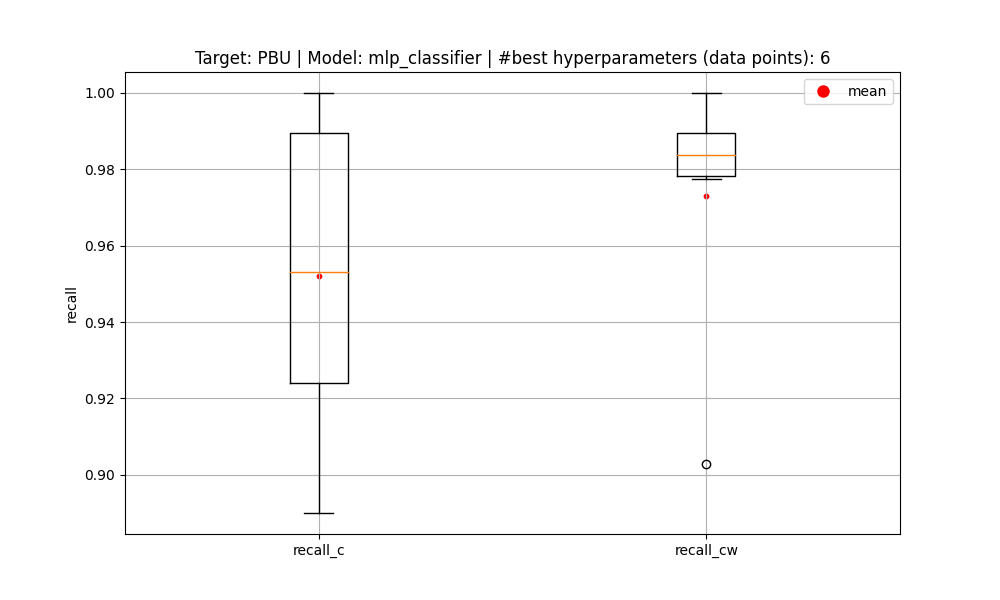 Target: PBU | Model: mlp_classifier | #best hyperparameters (data points): 6
mean
1.00
0.98
0.96
0.94
0.92
0.90
recall
recall_c
recall_cw